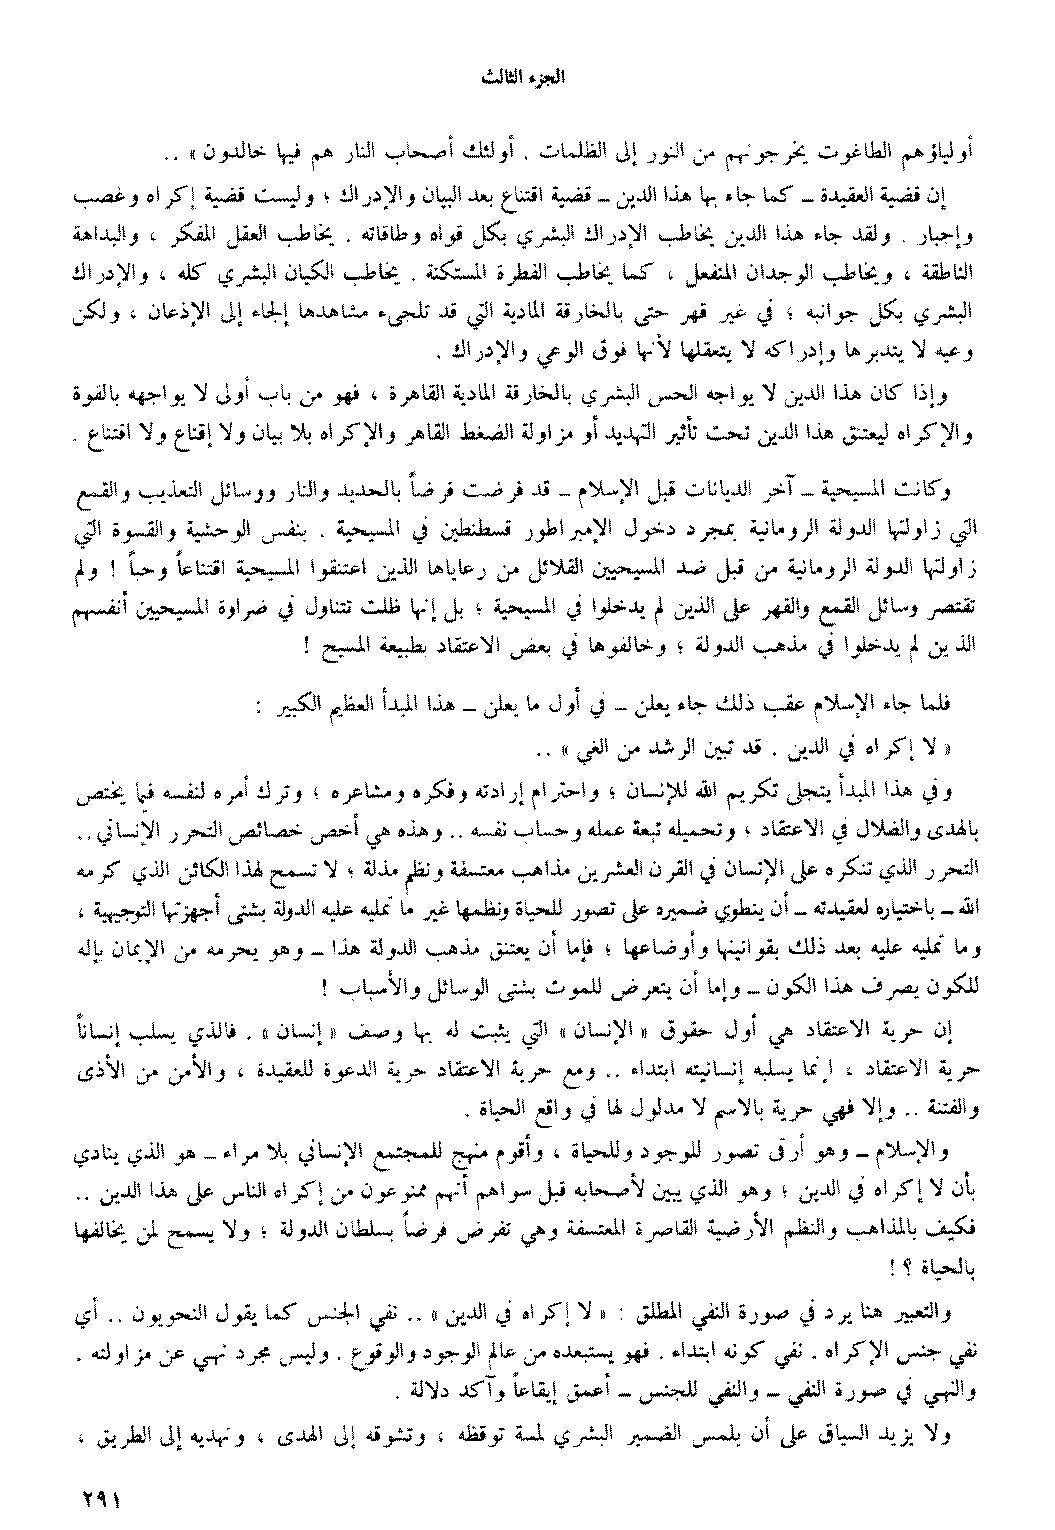 الجزء الثالث
أولياؤهم الطاغوت يخرجونهم من النور إلى الظلمات . أولئك أصحاب النار هم فيها خالدون » ..
إن قضية العقيدة ـ كما جاء بها هذا الدين ـ قضية اقتناع بعد البيان والإدراك ؛ وليست قضية إكراه وغصب
وإجبار . ولقد جاء هذا الدين يخاطب الإدراك البشري بكل قواه وطاقاته . يخاطب العقل المفكر ، والبداهة
الناطقة ، ويخاطب الوجدان المنفعل ، كما يخاطب الفطرة المستكنة . يخاطب الكيان البشري كله ، والإدراك
البشري بكل جوانبه ؛ في غير قهر حتى بالخارقة المادية التي قد تلجىء مشاهدها إلجاء إلى الإذعان ، ولكن
وعيه لا يتدبرها وإدراكه لا يتعقلها لأنها فوق الوعي والإدراك .
وإذا كان هذا الدين لا يواجه الحس البشري بالخارقة المادية القاهرة ، فهو من باب أولى لا يواجهه بالقوة
والإكراه ليعتنق هذا الدين تحت تأثير التهديد أو مزاولة الضغط القاهر والإكراه بلا بيان ولا إقناع ولا اقتناع .
وكانت المسيحية ـ آخر الديانات قبل الإسلام ـ قد فرضت فرضاً بالحديد والنار ووسائل التعذيب والقمع
التي زاولتها الدولة الرومانية بمجرد دخول الإمبراطور قسطنطين في المسيحية . بنفس الوحشية والقسوة التي
زاولتها الدولة الرومانية من قبل ضد المسيحيين القلائل من رعاياها الذين اعتنقوا المسيحية اقتناعاً وحباً ! ولم
تقتصر وسائل القمع والقهر على الذين لم يدخلوا في المسيحية ؛ بل إنها ظلت تتناول في ضراوة المسيحيين أنفسهم
الذين لم يدخلوا في مذهب الدولة ؛ وخالفوها في بعض الاعتقاد بطبيعة المسيح !
فلما جاء الإسلام عقب ذلك جاء يعلن ـ في أول ما يعلن ـ هذا المبدأ العظيم الكبير :
« لا إكراه في الدين . قد تبين الرشد من الغي » ..
وفي هذا المبدأ يتجلى تكريم الله للإنسان ؛ واحترام إرادته وفكره ومشاعره ؛ وترك أمره لنفسه فيما يختص
بالهدى والضلال في الاعتقاد ؛ وتحميله تبعة عمله وحساب نفسه .. وهذه هي أخص خصائص التحرر الإنساني ..
التحرر الذي تنكره على الإنسان في القرن العشرين مذاهب معتسفة ونظم مذلة ؛ لا تسمح لهذا الكائن الذي كرمه
الله ـ باختياره لعقيدته ـ أن ينطوي ضميره على تصور للحياة ونظمها غير ما تمليه عليه الدولة بشتى أجهزتها التوجيهية ،
وما تمليه عليه بعد ذلك بقوانينها وأوضاعها ؛ فإما أن يعتنق مذهب الدولة هذا ـ وهو يحرمه من الإيمان بإله
للكون يصرف هذا الكون ـ وإما أن يتعرض للموت بشتى الوسائل والأسباب !
إن حرية الاعتقاد هي أول حقوق « الإنسان » التي يثبت له بها وصف « إنسان » . فالذي يسلب إنساناً
حرية الاعتقاد ، إنما يسلبه إنسانيته ابتداء .. ومع حرية الاعتقاد حرية الدعوة للعقيدة ، والأمن من الأذى
والفتنة .. وإلا فهي حرية بالاسم لا مدلول لها في واقع الحياة .
والإسلام ـ وهو أرقى تصور للوجود وللحياة ، وأقوم منهج للمجتمع الإنساني بلا مراء ـ هو الذي ينادي
بأن لا إكراه في الدين ؛ وهو الذي يبين لأصحابه قبل سواهم أنهم ممنوعون من إكراه الناس على هذا الدين ..
فكيف بالمذاهب والنظم الأرضية القاصرة المعتسفة وهي تفرض فرضاً بسلطان الدولة ؛ ولا يسمح لمن يخالفها
بالحياة ؟ !
والتعبير هنا يرد في صورة النفي المطلق : « لا إكراه في الدين » .. نفي الجنس كما يقول النحويون .. أي
نفي جنس الإكراه . نفي كونه ابتداء . فهو يستبعده من عالم الوجود والوقوع . وليس مجرد نهي عن مزاولته .
والنهي في صورة النفي ـ والنفي للجنس ـ أعمق إيقاعاً وآكد دلالة .
ولا يزيد السياق على أن يلمس الضمير البشري لمسة توقظه ، وتشوقه إلى الهدى ، وتهديه إلى الطريق ،
٢٩١